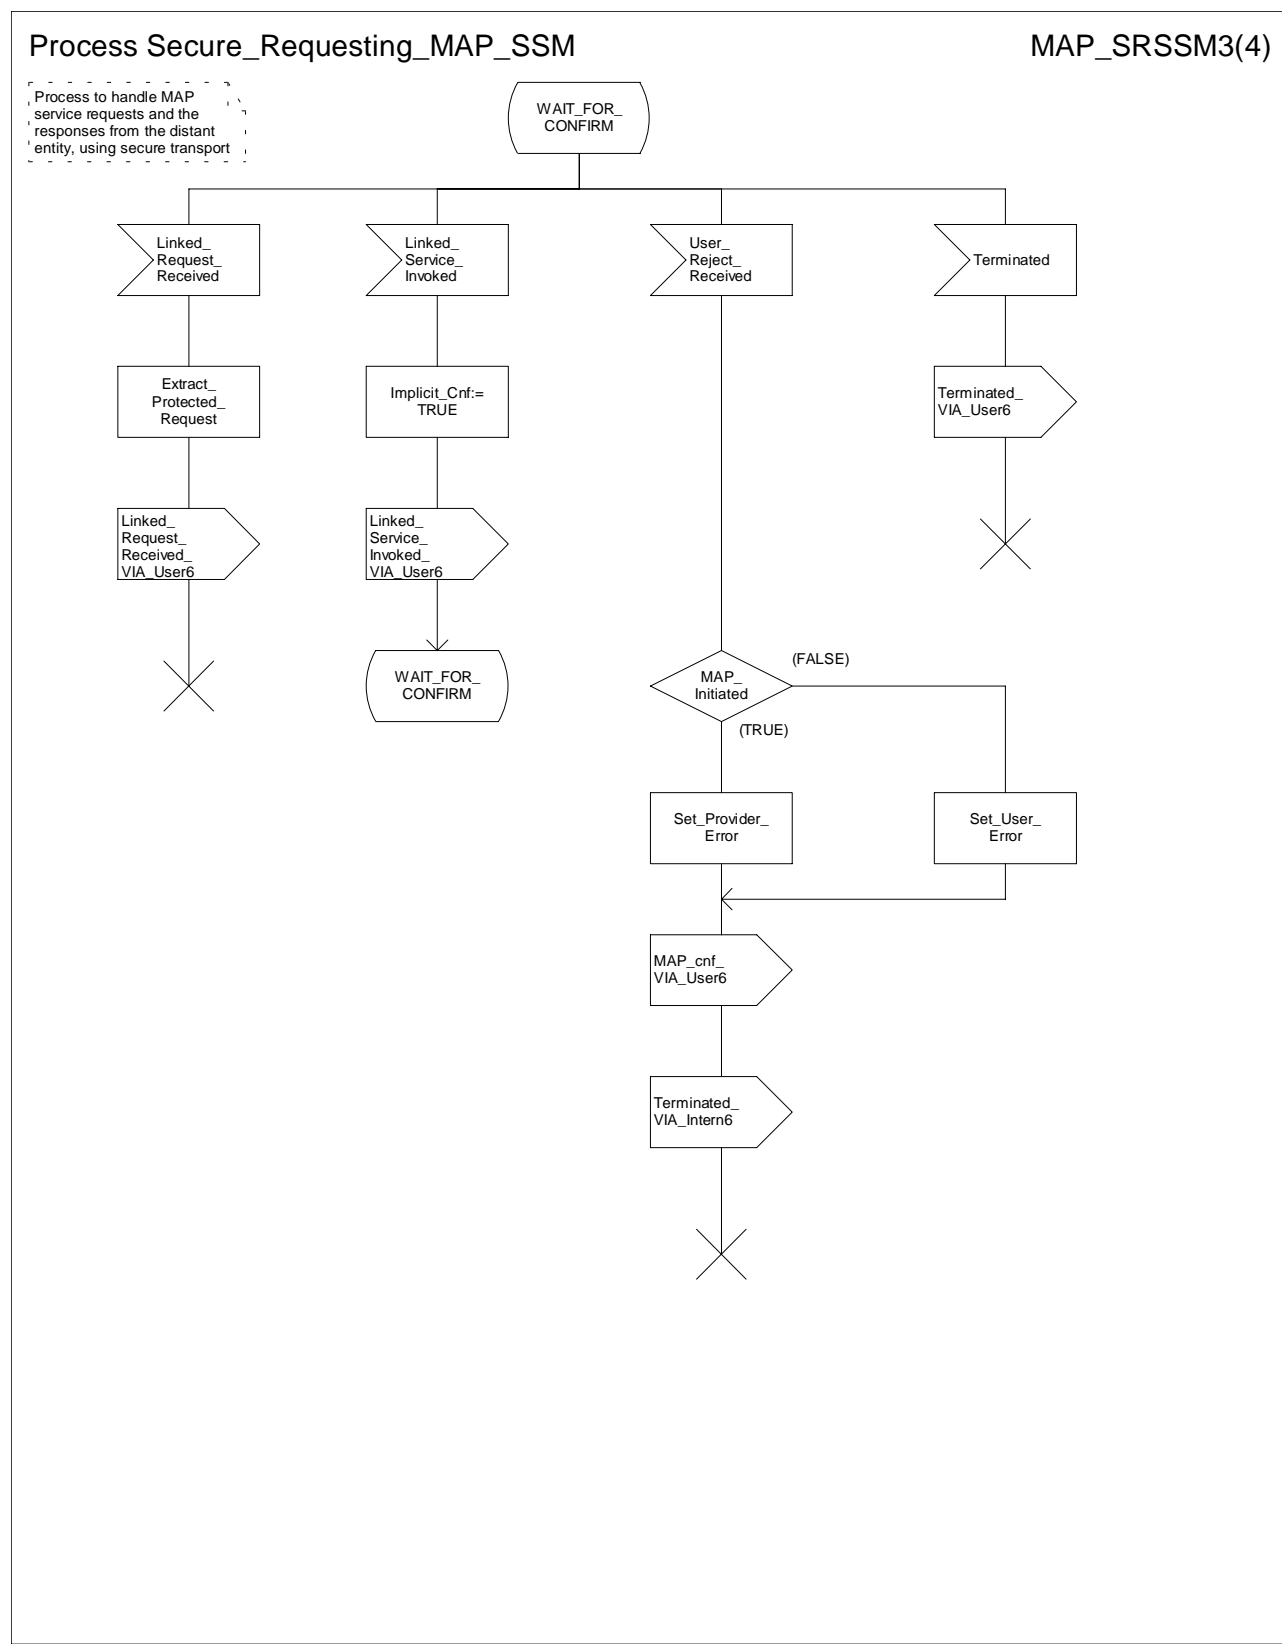 Process Secure_Requesting_MAP_SSM
MAP_SRSSM3(4)
Process to handle MAP
service requests and the
responses from the distant
entity, using secure transport
WAIT_FOR_
CONFIRM
Linked_
Request_
Received
Linked_
Service_
Invoked
User_
Reject_
Received
Terminated
Extract_
Protected_
Request
Implicit_Cnf:=
TRUE
Terminated_
VIA_User6
Linked_
Request_
Received_
VIA_User6
Linked_
Service_
Invoked_
VIA_User6
WAIT_FOR_
CONFIRM
MAP_
Initiated
(FALSE)
(TRUE)
Set_Provider_
Error
Set_User_
Error
MAP_cnf_
VIA_User6
Terminated_
VIA_Intern6